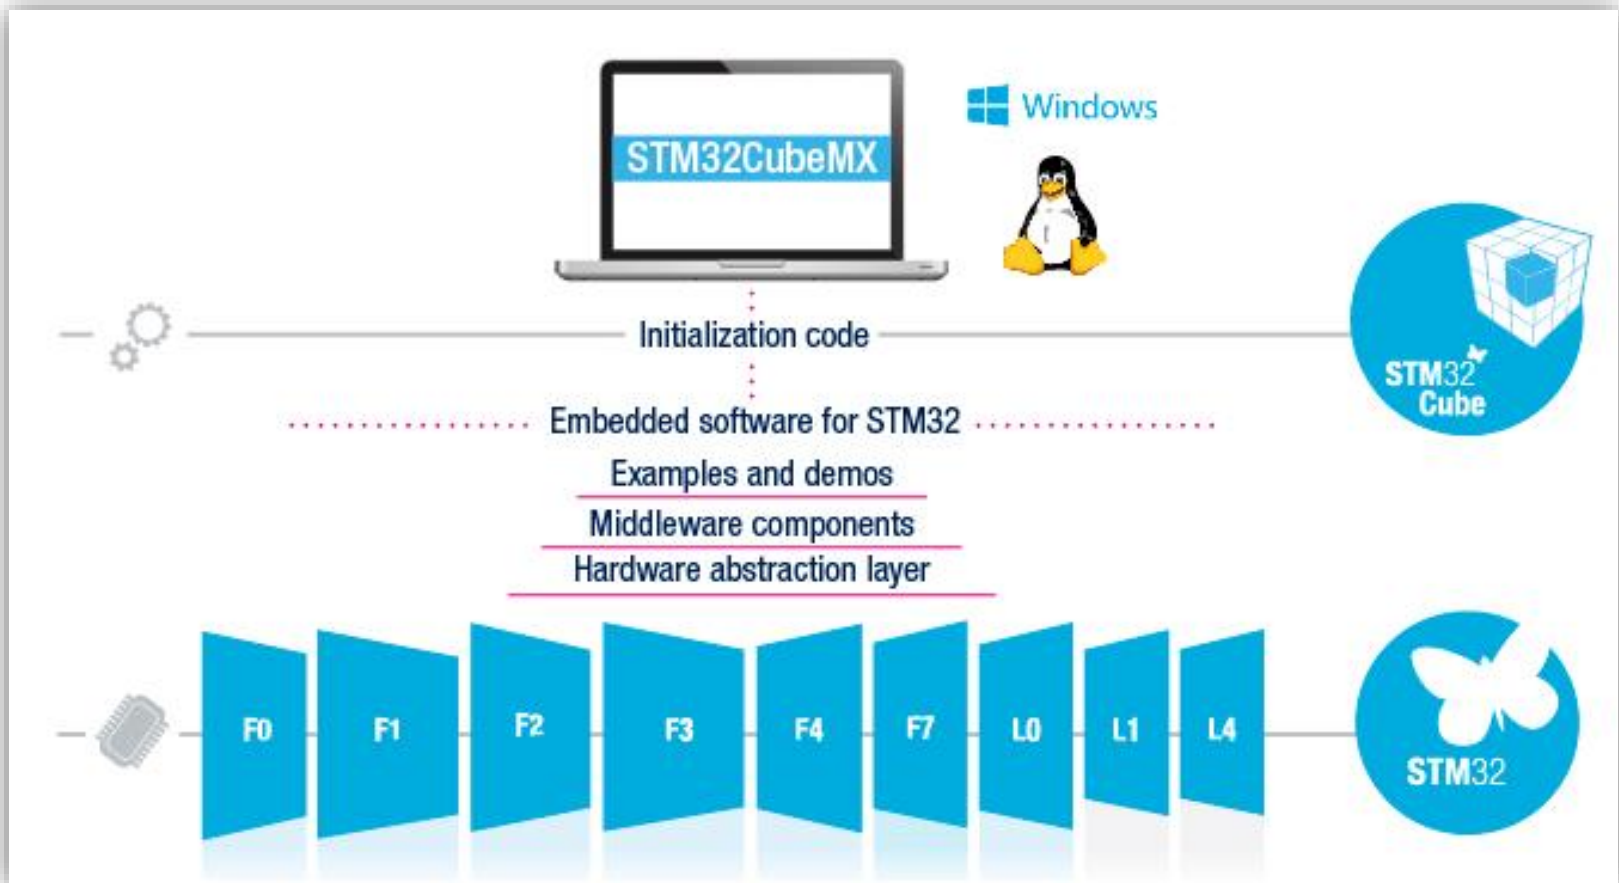 Windows
STM32CubeMX
Initialization code
STM32
Cube
Embedded software for STM32
Examples and demos
Middleware components
Hardware abstraction layer
F0 F1 F2 F3 F4 F7 L0 L1 L4
STM32